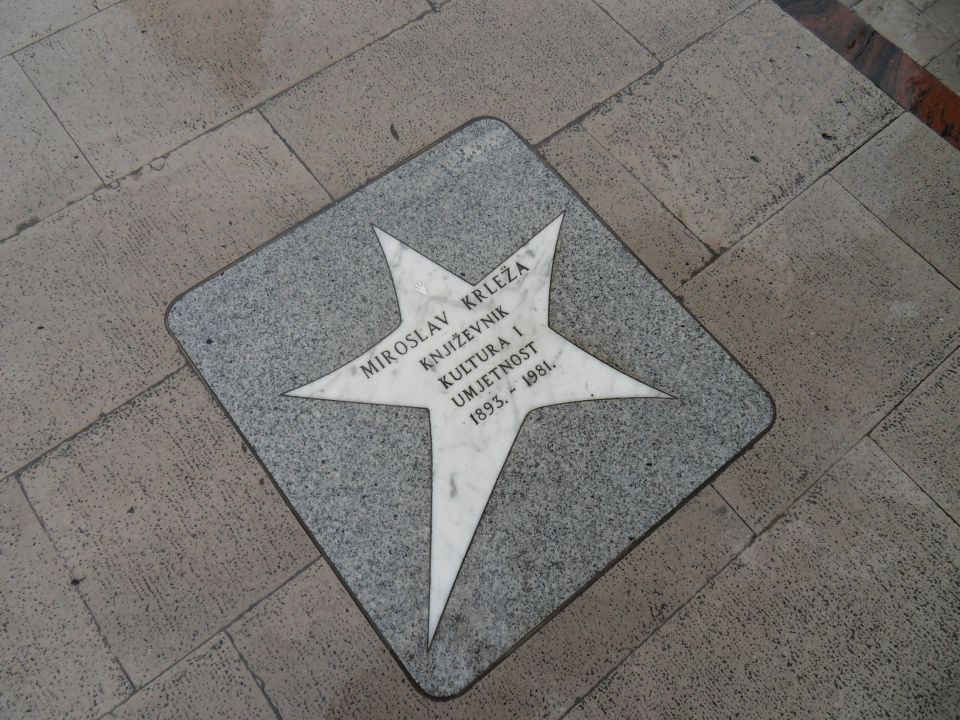 MIROSLAV KRLEŽA
KNJIŽEVNIK
KULTURA I
UMJETNOST
1893. - 1981.